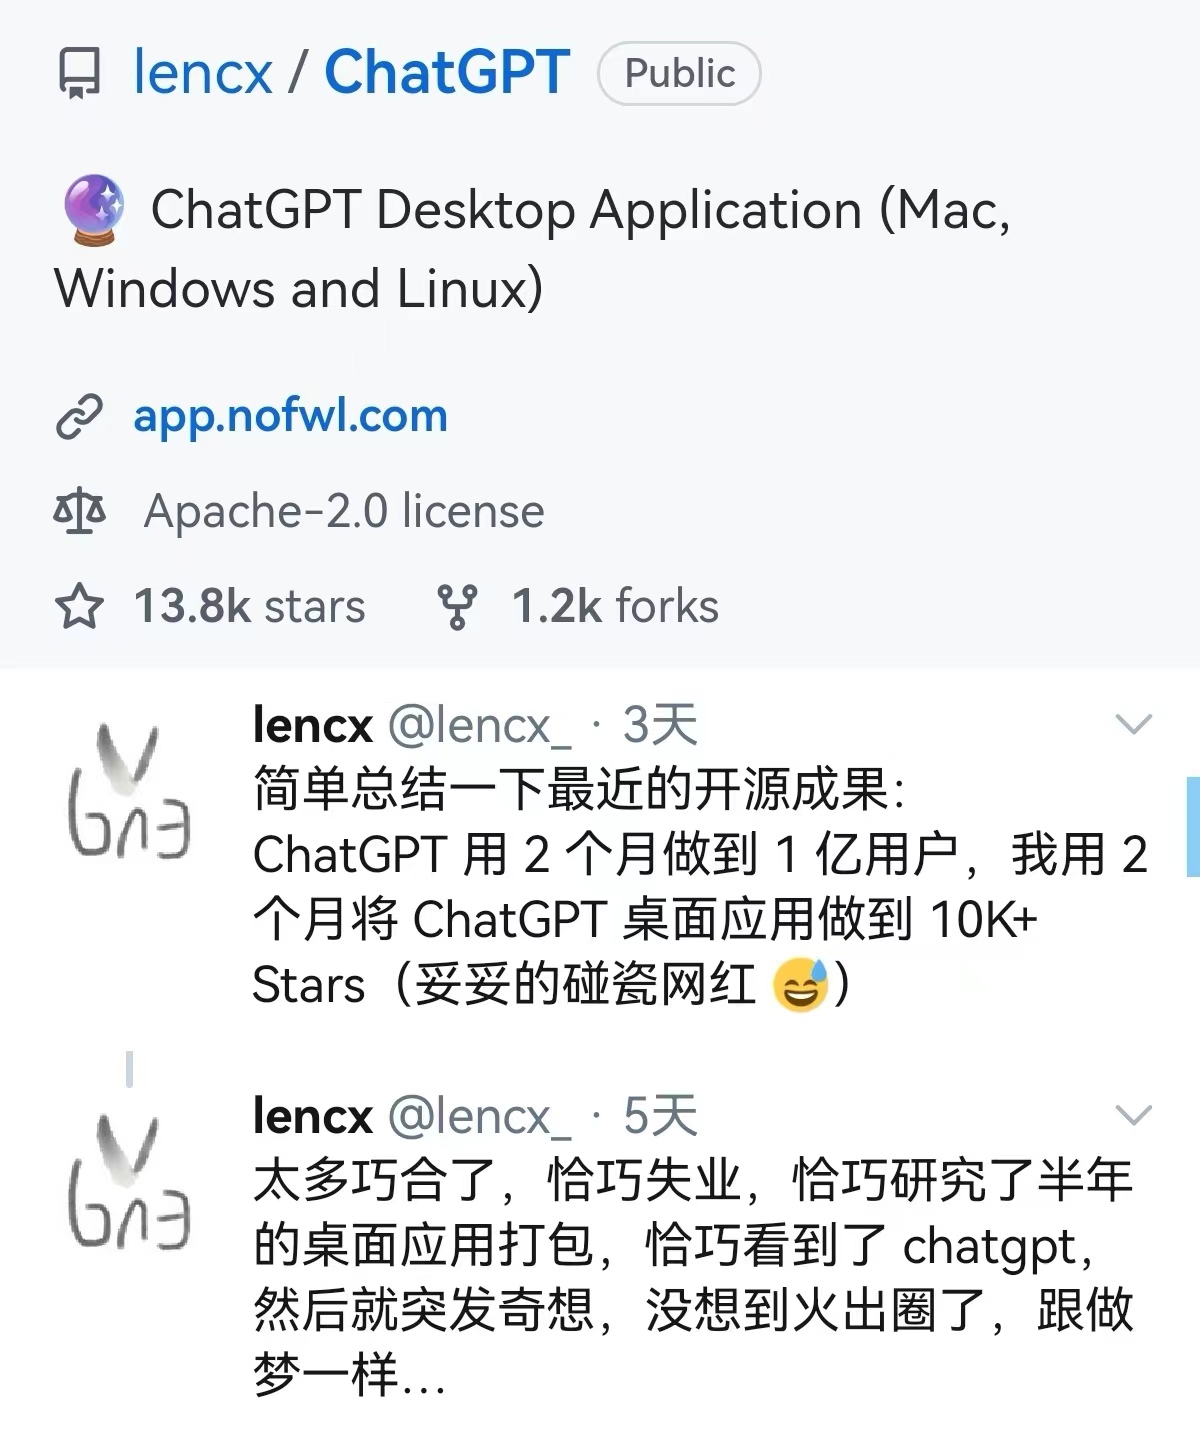 lencx / ChatGPT Public
🔮 ChatGPT Desktop Application (Mac,
Windows and Linux)
app.nofwl.com
Apache-2.0 license
13.8k stars 1.2k forks
lencx @lencx_ · 3天
简单总结一下最近的开源成果：
ChatGPT 用 2 个月做到 1 亿用户，我用 2
个月将 ChatGPT 桌面应用做到 10K+
Stars（妥妥的碰瓷网红 😅）
lencx @lencx_ · 5天
太多巧合了，恰巧失业，恰巧研究了半年
的桌面应用打包，恰巧看到了 chatgpt，
然后就突发奇想，没想到火出圈了，跟做
梦一样...